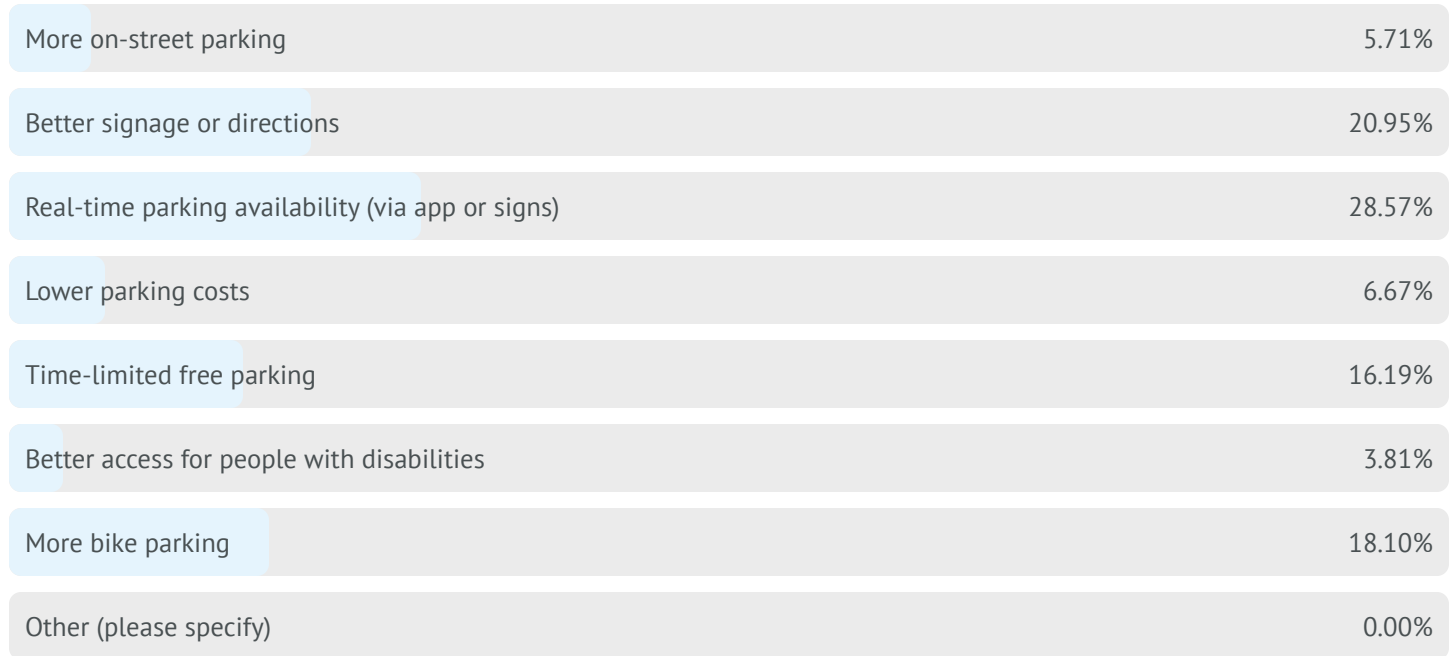 More on-street parking 5.71%
Better signage or directions 20.95%
Real-time parking availability (via app or signs) 28.57%
Lower parking costs 6.67%
Time-limited free parking 16.19%
Better access for people with disabilities 3.81%
More bike parking 18.10%
Other (please specify) 0.00%